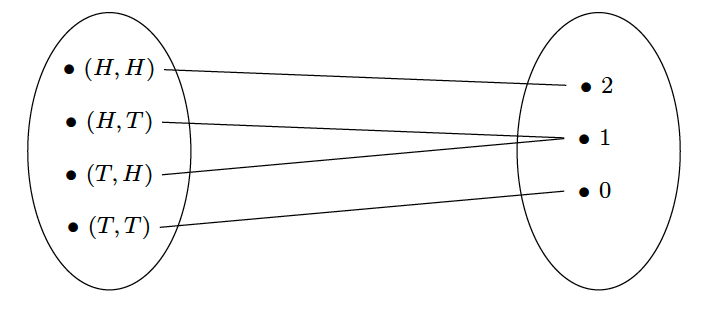 • (H, H)
• (H, T)
• (T, H)
• (T, T)
• 2
• 1
• 0